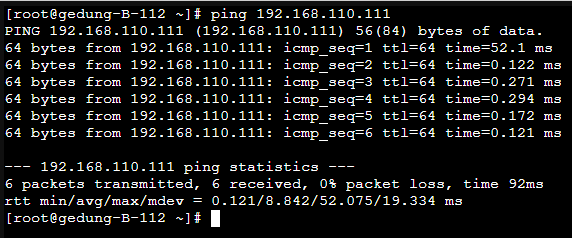 [root@gedung-B-112 ~]# ping 192.168.110.111
PING 192.168.110.111 (192.168.110.111) 56(84) bytes of data.
64 bytes from 192.168.110.111: icmp_seq=1 ttl=64 time=52.1 ms
64 bytes from 192.168.110.111: icmp_seq=2 ttl=64 time=0.122 ms
64 bytes from 192.168.110.111: icmp_seq=3 ttl=64 time=0.271 ms
64 bytes from 192.168.110.111: icmp_seq=4 ttl=64 time=0.294 ms
64 bytes from 192.168.110.111: icmp_seq=5 ttl=64 time=0.172 ms
64 bytes from 192.168.110.111: icmp_seq=6 ttl=64 time=0.121 ms
--- 192.168.110.111 ping statistics ---
6 packets transmitted, 6 received, 0% packet loss, time 92ms
rtt min/avg/max/mdev = 0.121/8.842/52.075/19.334 ms
[root@gedung-B-112 ~]#